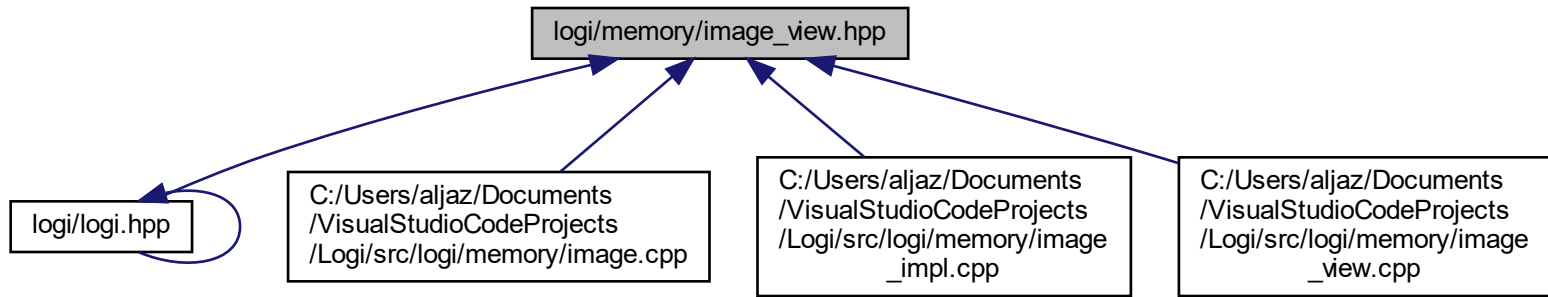 logi/memory/image_view.hpp
logi/logi.hpp
C:/Users/aljaz/Documents
/VisualStudioCodeProjects
/Logi/src/logi/memory/image.cpp
C:/Users/aljaz/Documents
/VisualStudioCodeProjects
/Logi/src/logi/memory/image
_impl.cpp
C:/Users/aljaz/Documents
/VisualStudioCodeProjects
/Logi/src/logi/memory/image
_view.cpp